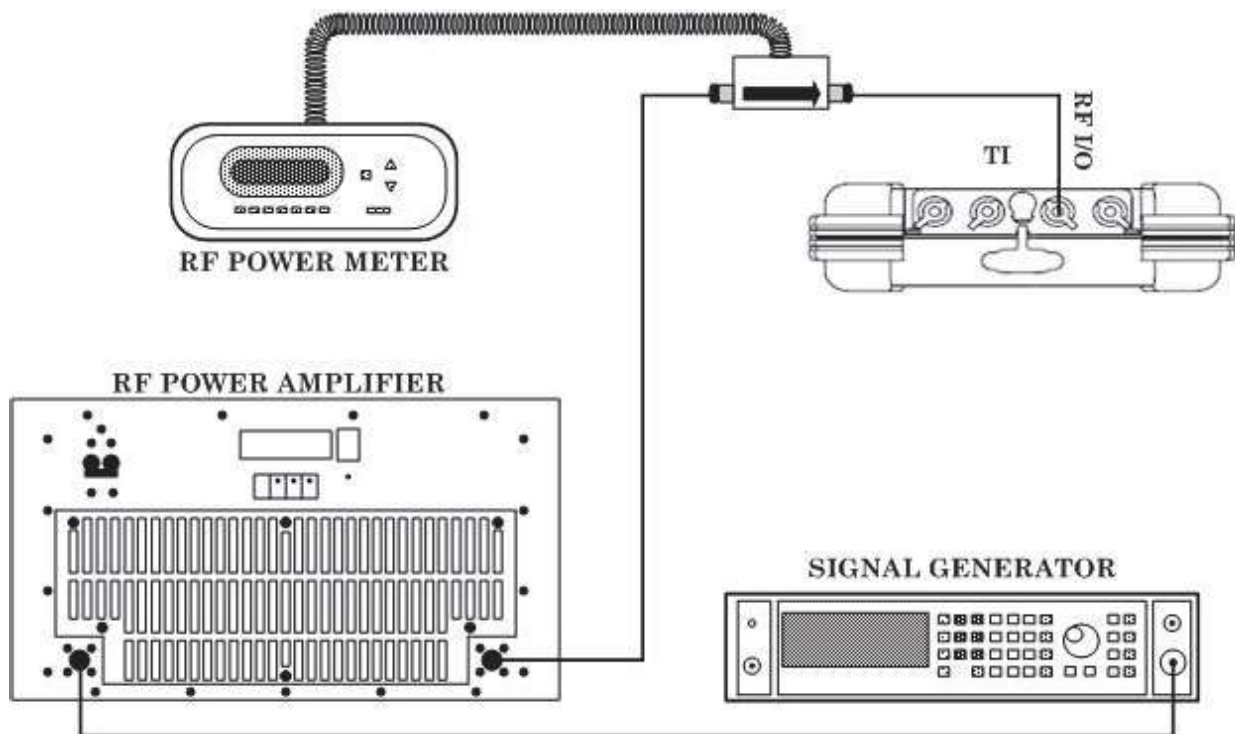 RF I/O
TI
RF POWER METER
RF POWER AMPLIFIER
SIGNAL GENERATOR